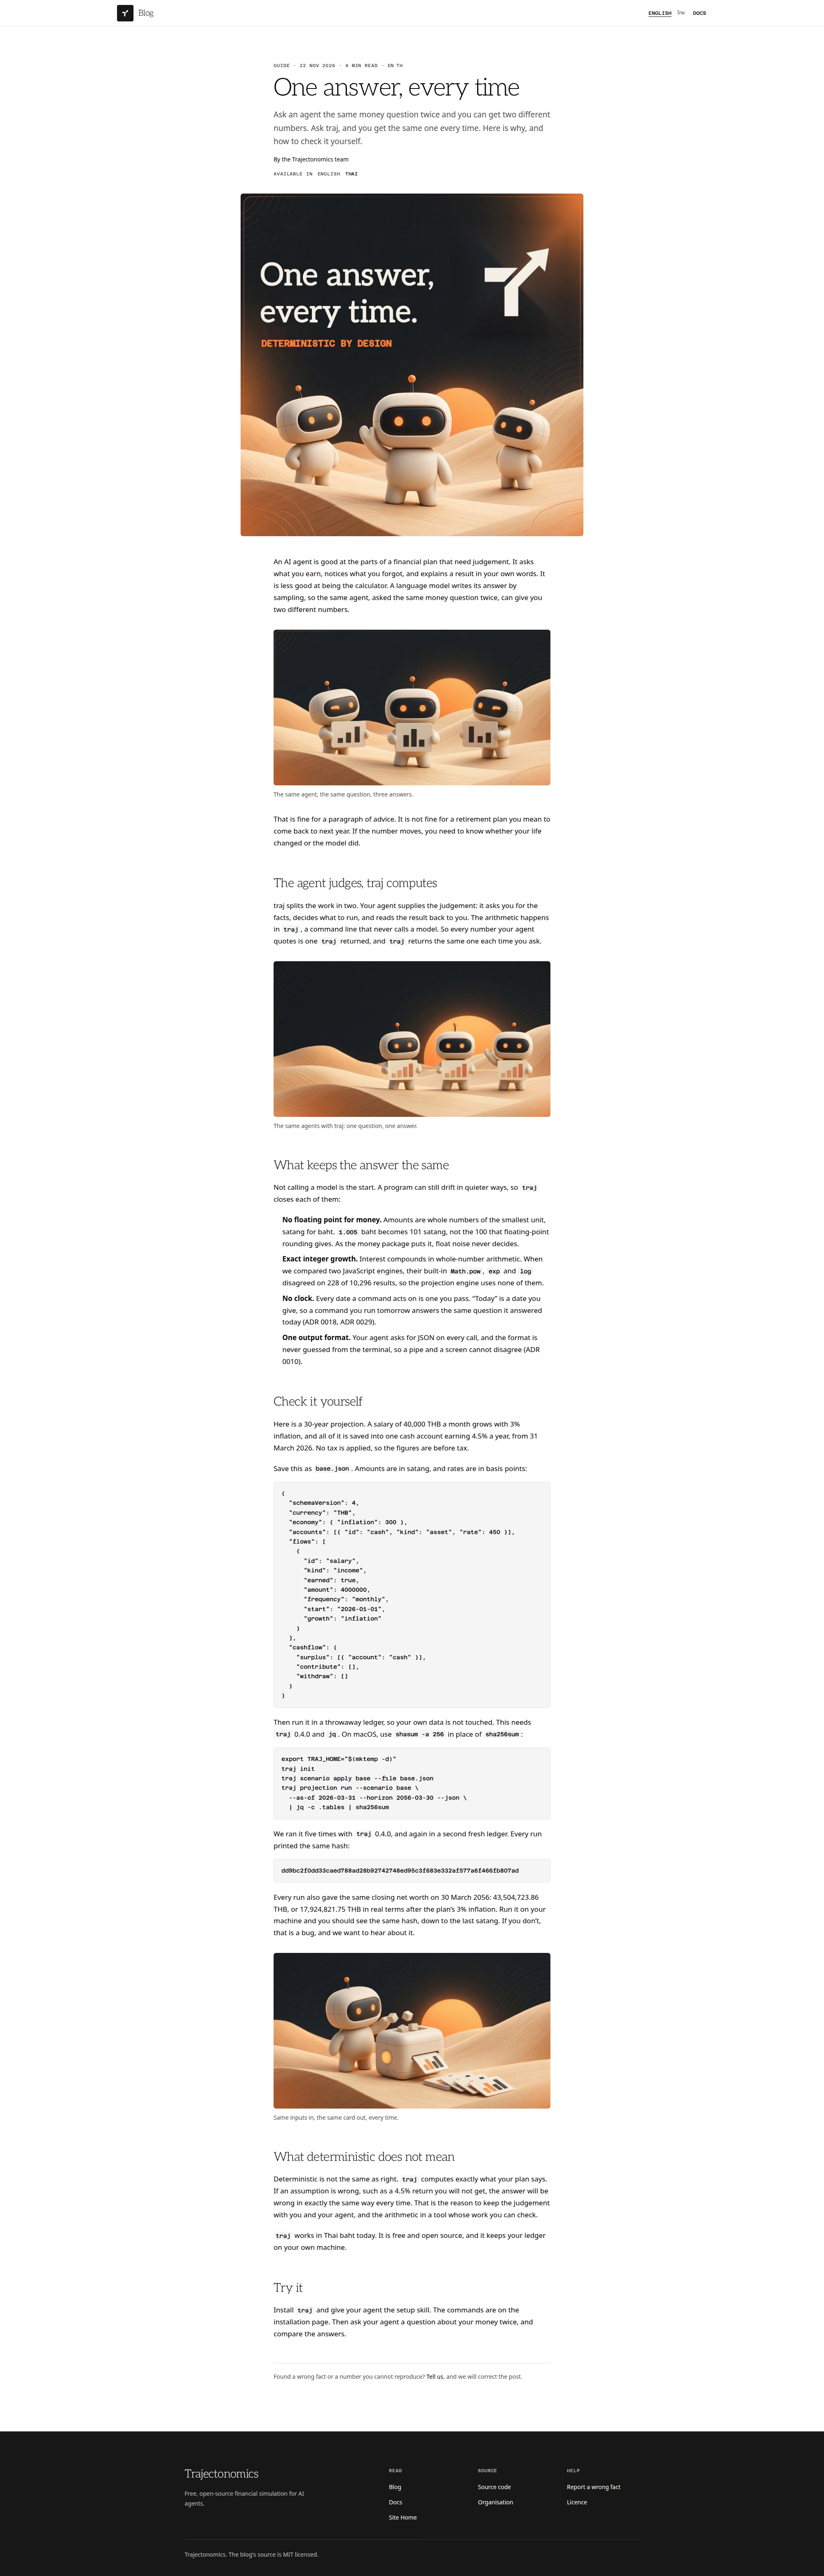 Blog
ENGLISH ไทย DOCS
GUIDE · 22 NOV 2026 · 4 MIN READ · EN TH
One answer, every time
Ask an agent the same money question twice and you can get two different
numbers. Ask traj, and you get the same one every time. Here is why, and
how to check it yourself.
By the Trajectonomics team
AVAILABLE IN ENGLISH THAI
One answer,
every time.
DETERMINISTIC BY DESIGN
An AI agent is good at the parts of a financial plan that need judgement. It asks
what you earn, notices what you forgot, and explains a result in your own words. It
is less good at being the calculator. A language model writes its answer by
sampling, so the same agent, asked the same money question twice, can give you
two different numbers.
The same agent, the same question, three answers.
That is fine for a paragraph of advice. It is not fine for a retirement plan you mean to
come back to next year. If the number moves, you need to know whether your life
changed or the model did.
The agent judges, traj computes
traj splits the work in two. Your agent supplies the judgement: it asks you for the
facts, decides what to run, and reads the result back to you. The arithmetic happens
in traj, a command line that never calls a model. So every number your agent
quotes is one traj returned, and traj returns the same one each time you ask.
The same agents with traj: one question, one answer.
What keeps the answer the same
Not calling a model is the start. A program can still drift in quieter ways, so traj
closes each of them:
No floating point for money. Amounts are whole numbers of the smallest unit,
satang for baht. 1.005 baht becomes 101 satang, not the 100 that floating-point
rounding gives. As the money package puts it, float noise never decides.
Exact integer growth. Interest compounds in whole-number arithmetic. When
we compared two JavaScript engines, their built-in Math.pow, exp and log
disagreed on 228 of 10,296 results, so the projection engine uses none of them.
No clock. Every date a command acts on is one you pass. “Today” is a date you
give, so a command you run tomorrow answers the same question it answered
today (ADR 0018, ADR 0029).
One output format. Your agent asks for JSON on every call, and the format is
never guessed from the terminal, so a pipe and a screen cannot disagree (ADR
0010).
Check it yourself
Here is a 30-year projection. A salary of 40,000 THB a month grows with 3%
inflation, and all of it is saved into one cash account earning 4.5% a year, from 31
March 2026. No tax is applied, so the figures are before tax.
Save this as base.json. Amounts are in satang, and rates are in basis points:
{
"schemaVersion": 4,
"currency": "THB",
"economy": { "inflation": 300 },
"accounts": [{ "id": "cash", "kind": "asset", "rate": 450 }],
"flows": [
{
"id": "salary",
"kind": "income",
"earned": true,
"amount": 4000000,
"frequency": "monthly",
"start": "2026-01-01",
"growth": "inflation"
}
],
"cashflow": {
"surplus": [{ "account": "cash" }],
"contribute": [],
"withdraw": []
}
}
Then run it in a throwaway ledger, so your own data is not touched. This needs
traj 0.4.0 and jq. On macOS, use shasum -a 256 in place of sha256sum:
export TRAJ_HOME="$(mktemp -d)"
traj init
traj scenario apply base --file base.json
traj projection run --scenario base \
--as-of 2026-03-31 --horizon 2056-03-30 --json \
| jq -c .tables | sha256sum
We ran it five times with traj 0.4.0, and again in a second fresh ledger. Every run
printed the same hash:
dd9bc2f0dd33caed788ad28b92742748ed95c3f683e332af577a6f466fb807ad
Every run also gave the same closing net worth on 30 March 2056: 43,504,723.86
THB, or 17,924,821.75 THB in real terms after the plan’s 3% inflation. Run it on your
machine and you should see the same hash, down to the last satang. If you don’t,
that is a bug, and we want to hear about it.
Same inputs in, the same card out, every time.
What deterministic does not mean
Deterministic is not the same as right. traj computes exactly what your plan says.
If an assumption is wrong, such as a 4.5% return you will not get, the answer will be
wrong in exactly the same way every time. That is the reason to keep the judgement
with you and your agent, and the arithmetic in a tool whose work you can check.
traj works in Thai baht today. It is free and open source, and it keeps your ledger
on your own machine.
Try it
Install traj and give your agent the setup skill. The commands are on the
installation page. Then ask your agent a question about your money twice, and
compare the answers.
Found a wrong fact or a number you cannot reproduce? Tell us, and we will correct the post.
Trajectonomics
Free, open-source financial simulation for AI
agents.
READ
Blog
Docs
Site Home
SOURCE
Source code
Organisation
HELP
Report a wrong fact
Licence
Trajectonomics. The blog's source is MIT licensed.